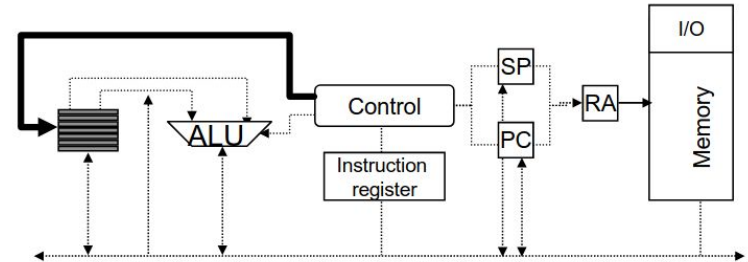 I/O
SP
Control
RA
Memory
ALU
PC
Instruction
register